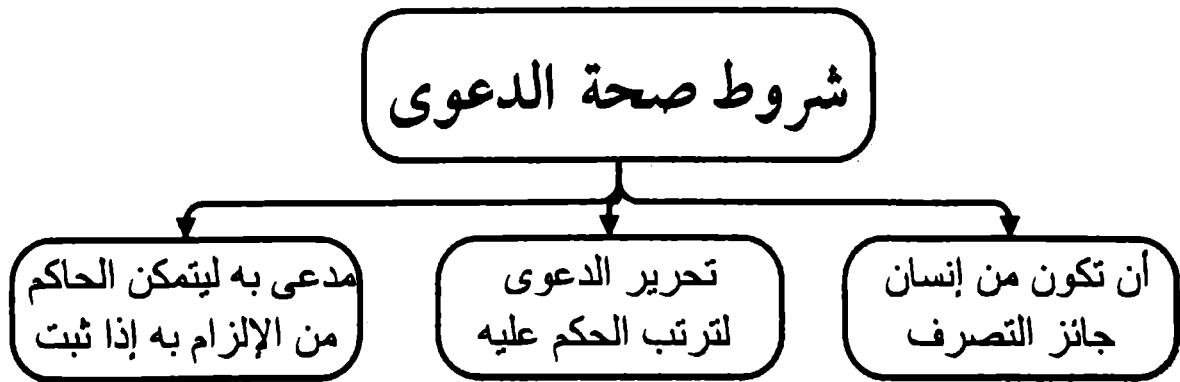 شروط صحة الدعوى
أن تكون من إنسان
جائز التصرف
تحرير الدعوى
لترتب الحكم عليه
مدعى به ليتمكن الحاكم
من الإلزام به إذا ثبت